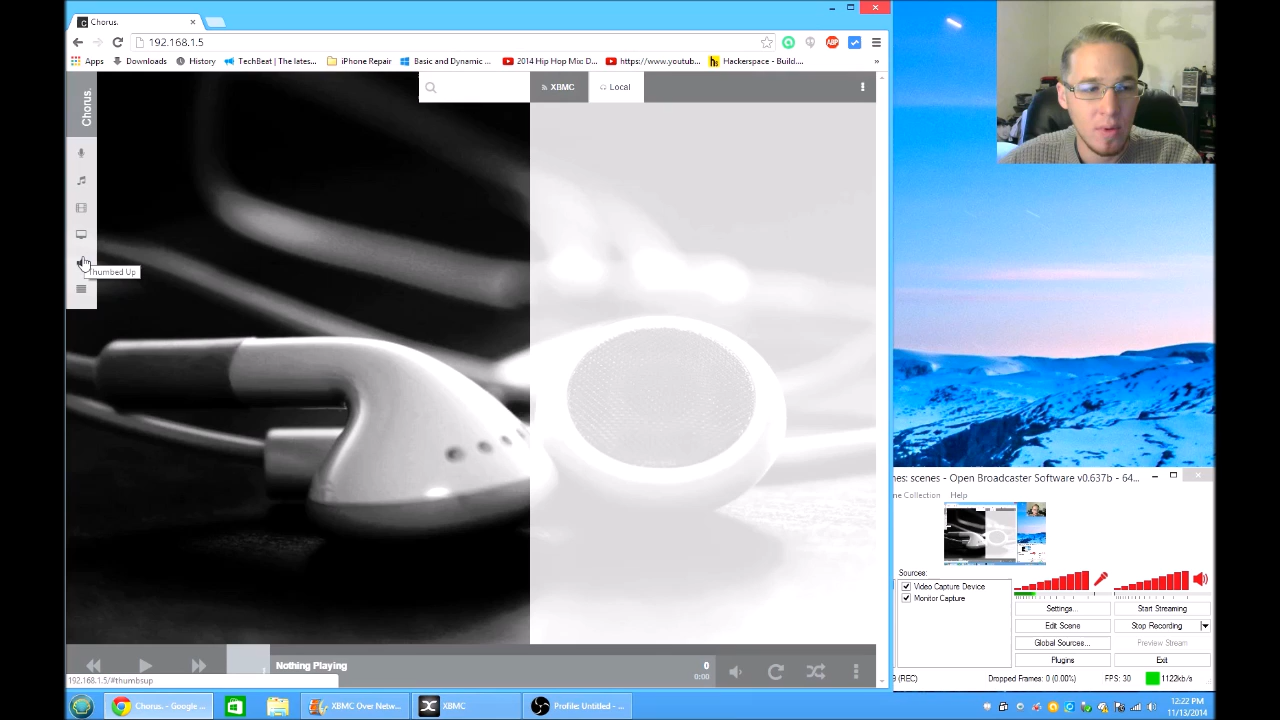 C Chorus.
192.168.1.5
ABP
Apps Downloads History TechBeat | The lates... iPhone Repair Basic and Dynamic ... 2014 Hip Hop Mix: D... https://www.youtub... Hackerspace - Build.... »
Chorus.
XBMC Local
Thumbed Up
nes: scenes - Open Broadcaster Software v0.637b - 64...
ne Collection Help
Sources:
Video Capture Device
Monitor Capture
Settings...
Start Streaming
Edit Scene
Stop Recording
Global Sources...
Preview Stream
Plugins
Exit
(REC) Dropped Frames: 0 (0.00%) FPS: 30 1122kb/s
Nothing Playing
0
0:00
192.168.1.5/#thumbsup
Chorus. - Google ... XBMC Over Netw... XBMC Profile: Untitled - ...
12:22 PM
11/13/2014